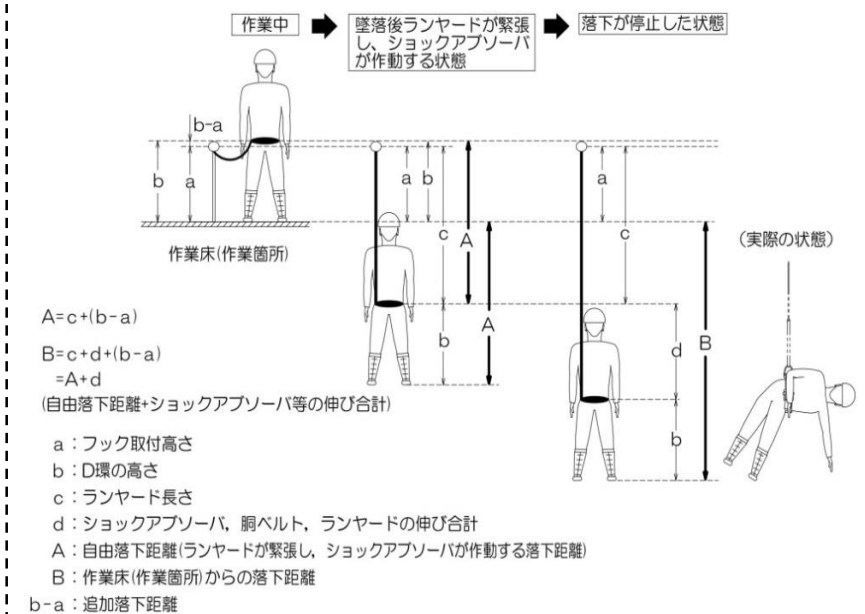 作業中
墜落後ランヤードが緊張
し、ショックアブソーバ
が作動する状態
落下が停止した状態
b-a
b
a
a
b
c
A
a
c
作業床(作業箇所)
(実際の状態)
A
b
d
B
b
A=c+(b-a)
B=c+d+(b-a)
=A+d
(自由落下距離+ショックアブソーバ等の伸び合計)
a:フック取付高さ
b:D環の高さ
c:ランヤード長さ
d:ショックアブソーバ,胴ベルト,ランヤードの伸び合計
A:自由落下距離(ランヤードが緊張し,ショックアブソーバが作動する落下距離)
B:作業床(作業箇所)からの落下距離
b-a:追加落下距離